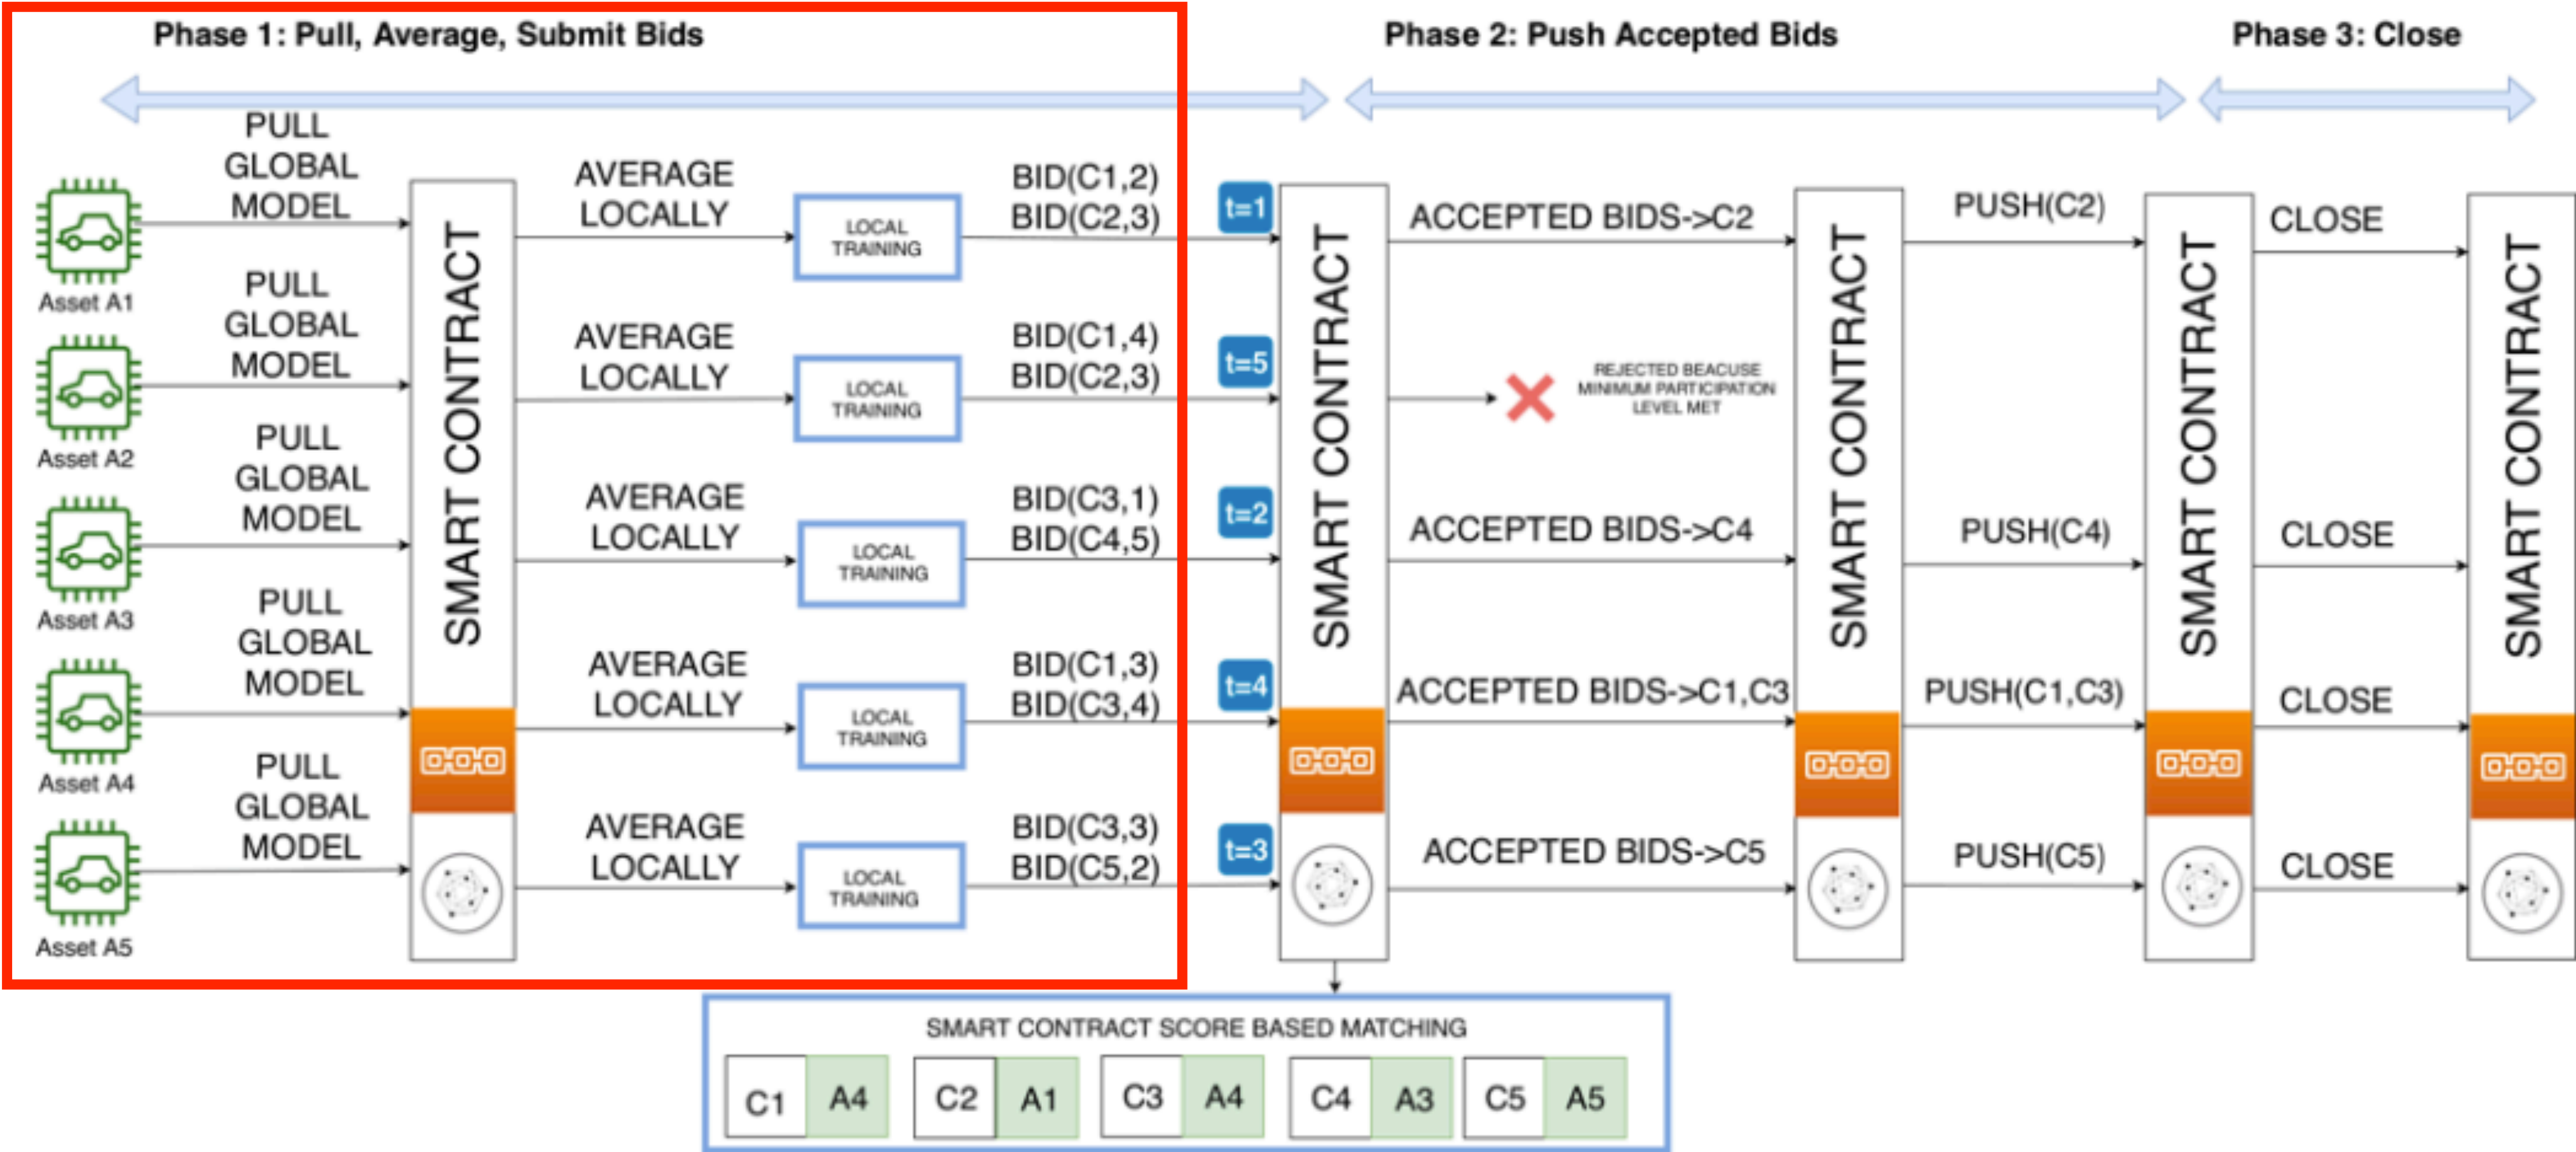 Phase 1: Pull, Average, Submit Bids
Phase 2: Push Accepted Bids
Phase 3: Close
PULL
GLOBAL
MODEL
Asset A1
PULL
GLOBAL
MODEL
Asset A2
PULL
GLOBAL
MODEL
Asset A3
PULL
GLOBAL
MODEL
Asset A4
PULL
GLOBAL
MODEL
Asset A5
SMART CONTRACT
AVERAGE
LOCALLY
LOCAL
TRAINING
BID(C1,2)
BID(C2,3)
t=1
AVERAGE
LOCALLY
LOCAL
TRAINING
BID(C1,4)
BID(C2,3)
t=5
AVERAGE
LOCALLY
LOCAL
TRAINING
BID(C3,1)
BID(C4,5)
t=2
AVERAGE
LOCALLY
LOCAL
TRAINING
BID(C1,3)
BID(C3,4)
t=4
AVERAGE
LOCALLY
LOCAL
TRAINING
BID(C3,3)
BID(C5,2)
t=3
SMART CONTRACT
ACCEPTED BIDS->C2
REJECTED BEACUSE
MINIMUM PARTICIPATION
LEVEL MET
ACCEPTED BIDS->C4
ACCEPTED BIDS->C1,C3
ACCEPTED BIDS->C5
SMART CONTRACT
PUSH(C2)
PUSH(C4)
PUSH(C1,C3)
PUSH(C5)
SMART CONTRACT
CLOSE
CLOSE
CLOSE
CLOSE
SMART CONTRACT
SMART CONTRACT SCORE BASED MATCHING
C1 A4 C2 A1 C3 A4 C4 A3 C5 A5